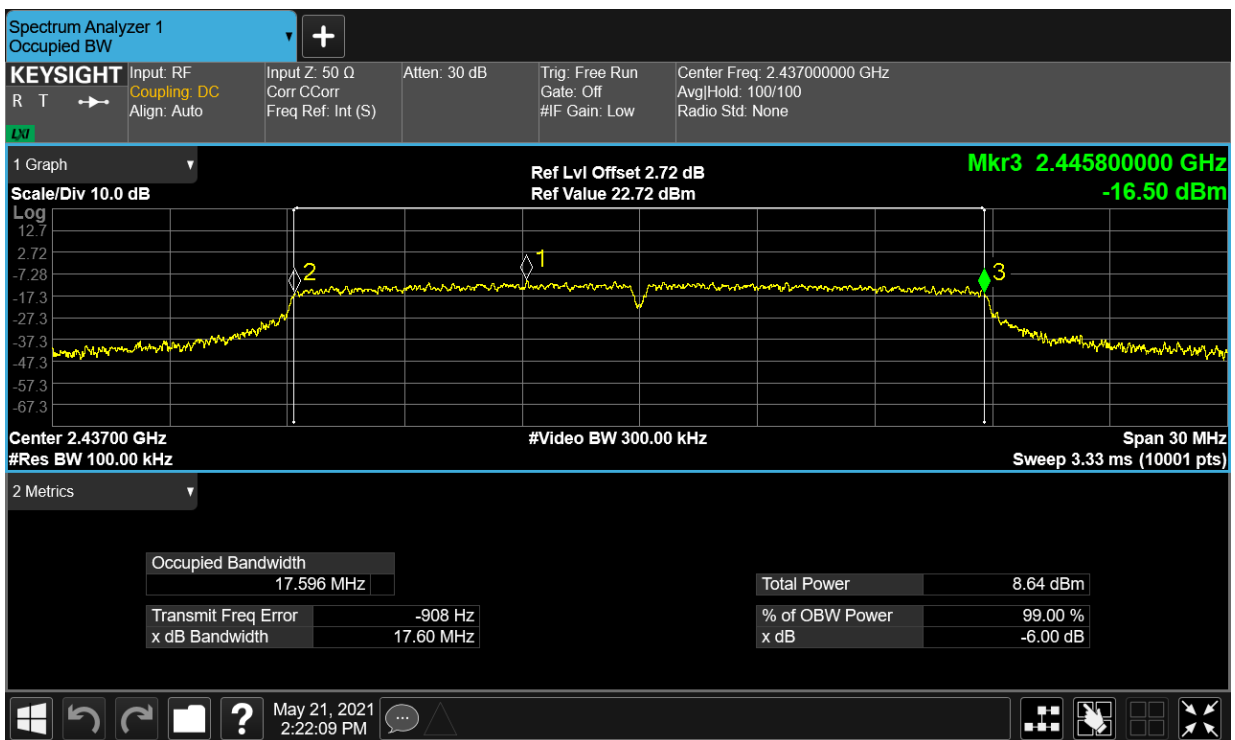 Spectrum Analyzer 1
Occupied BW
KEYSIGHT
R T
LXI
Input: RF
Coupling: DC
Align: Auto
Input Z: 50 Ω
Corr CCorr
Freq Ref: Int (S)
Atten: 30 dB
Trig: Free Run
Gate: Off
#IF Gain: Low
Center Freq: 2.437000000 GHz
Avg|Hold: 100/100
Radio Std: None
1 Graph
Scale/Div 10.0 dB
Ref Lvl Offset 2.72 dB
Ref Value 22.72 dBm
Mkr3 2.445800000 GHz
-16.50 dBm
Log
12.7
2.72
-7.28
-17.3
-27.3
-37.3
-47.3
-57.3
-67.3
2
1
3
Center 2.43700 GHz
#Res BW 100.00 kHz
#Video BW 300.00 kHz
Span 30 MHz
Sweep 3.33 ms (10001 pts)
2 Metrics
Occupied Bandwidth
17.596 MHz
Transmit Freq Error -908 Hz
x dB Bandwidth 17.60 MHz
Total Power 8.64 dBm
% of OBW Power 99.00 %
x dB -6.00 dB
?
May 21, 2021
2:22:09 PM